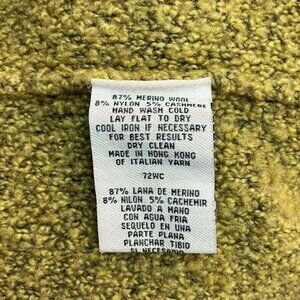 87% MERINO WOOL
8% NYLON 5% CASHMERE
HAND WASH COLD
LAY FLAT TO DRY
COOL IRON IF NECESSARY
FOR BEST RESULTS
DRY CLEAN
MADE IN HONG KONG
OF ITALIAN YARN
72WC
87% LANA DE MERINO
8% NILON 5% CACHEMIR
LAVADO A MANO
CON AGUA FRIA
SEQUELO EN UNA
PARTE PLANA
PLANCHAR TIBIO
SI NECESARIO